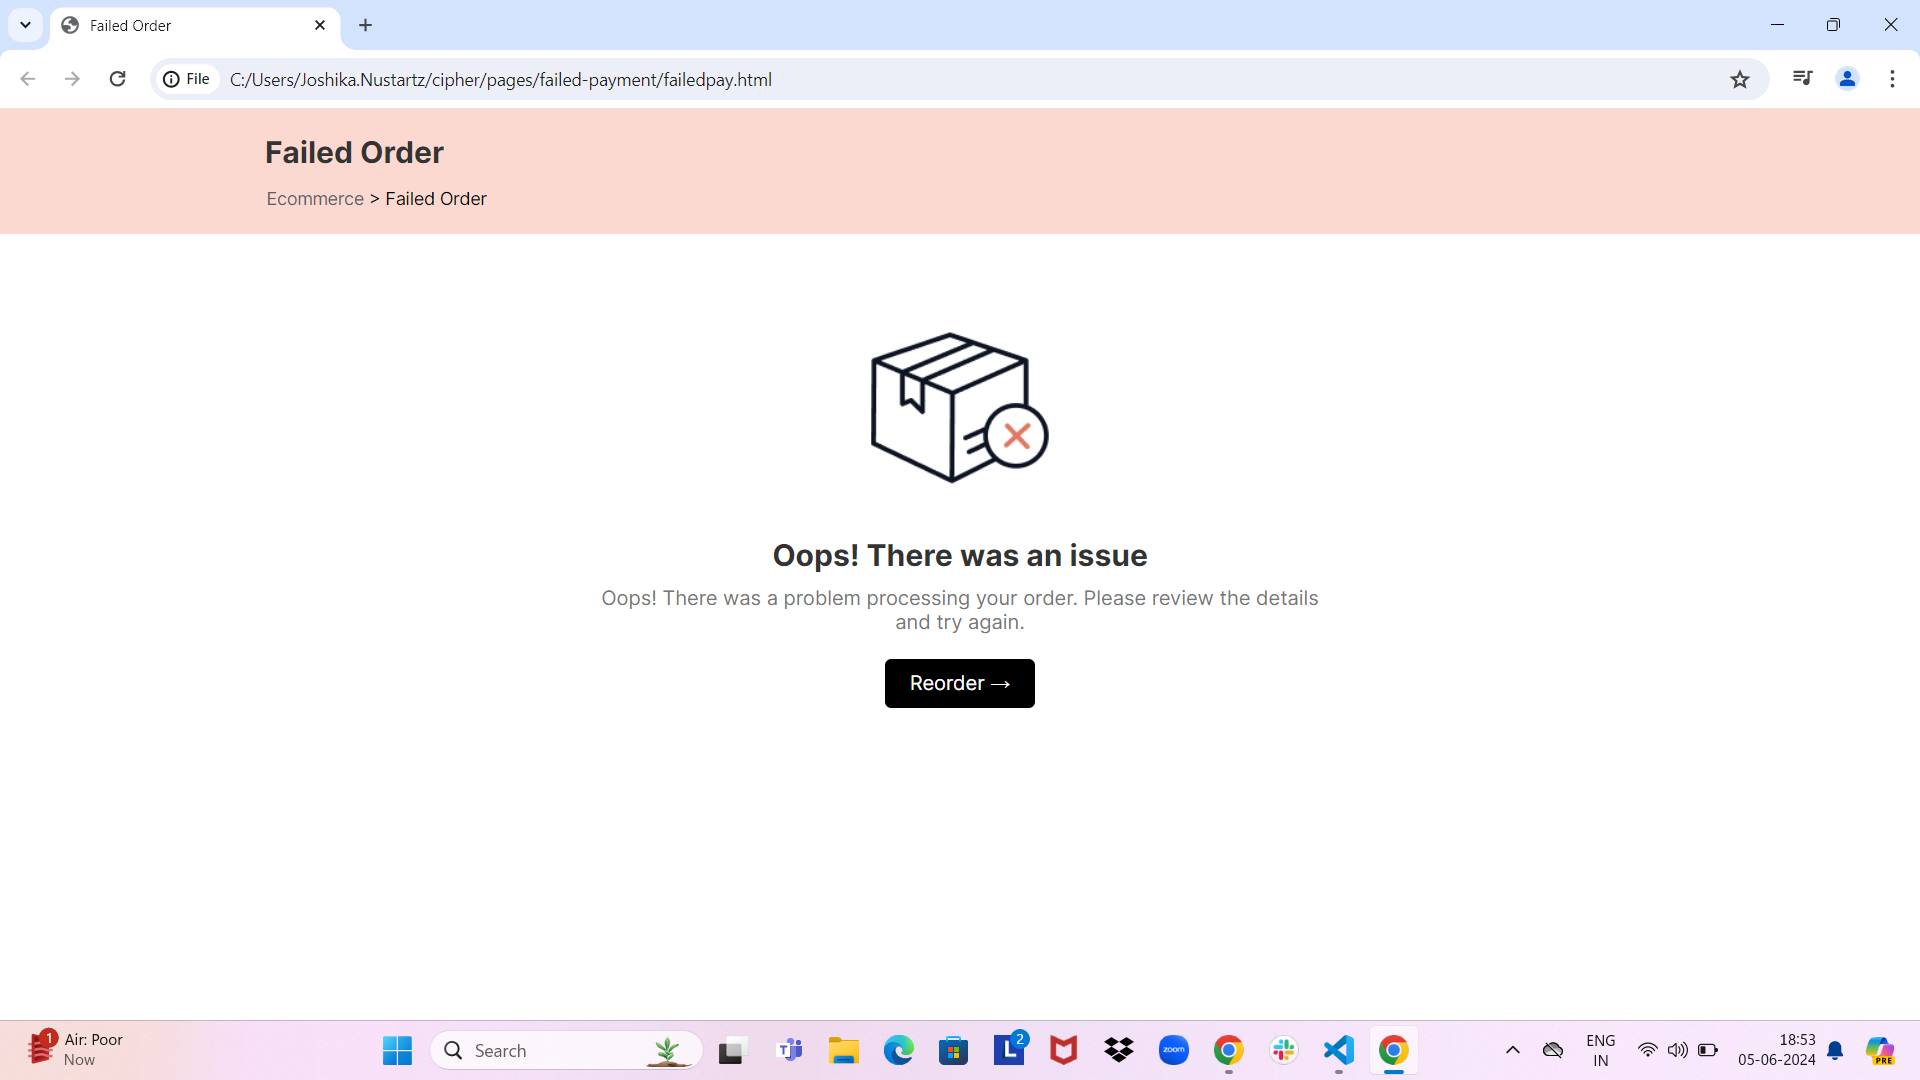 Failed Order
File
C:/Users/Joshika.Nustartz/cipher/pages/failed-payment/failedpay.html
Failed Order
Ecommerce > Failed Order
Oops! There was an issue
Oops! There was a problem processing your order. Please review the details
and try again.
Reorder →
1
Air: Poor
Now
Search
T
L
2
zoom
PRE
ENG
IN
18:53
05-06-2024